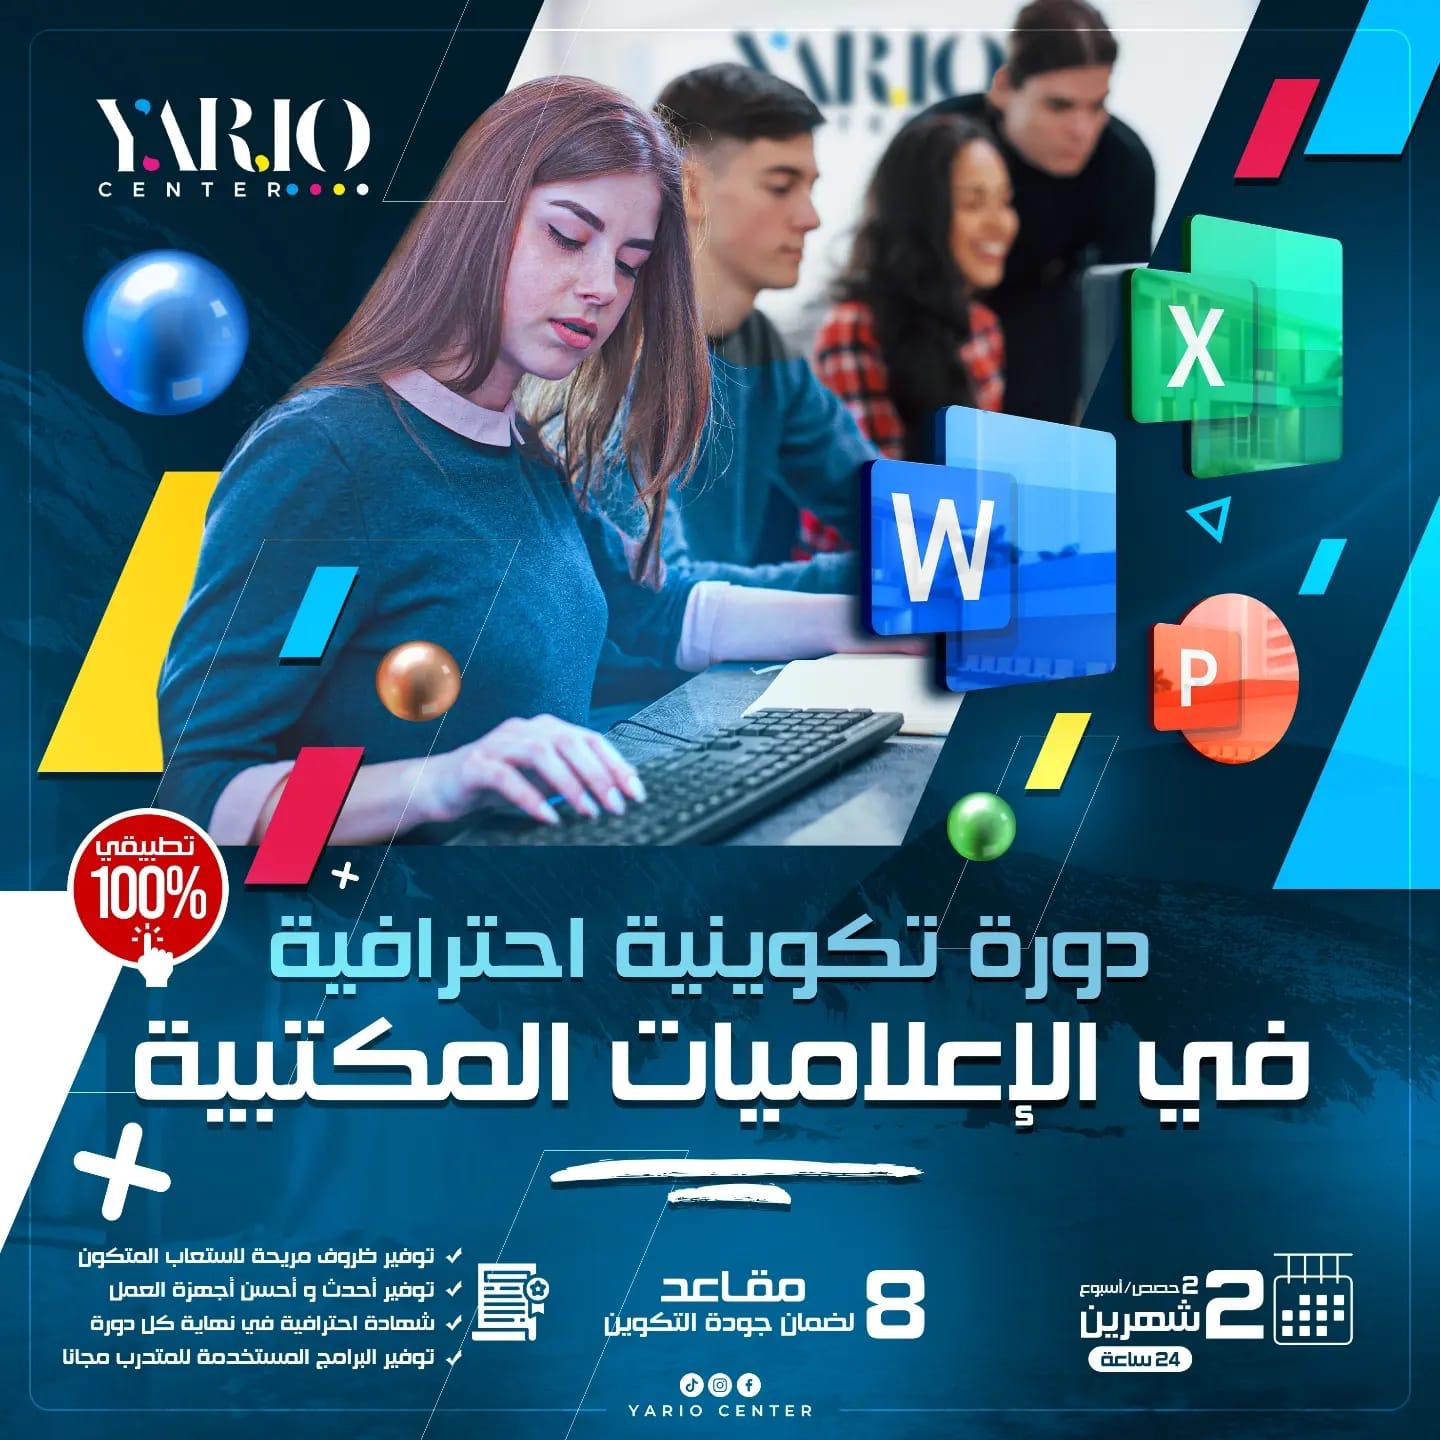 YARIO
CENTER
YARIO
X
W
P
تطبيقي
100%
دورة تكوينية احترافية
في الإعلاميات المكتبية
2 حصص/أسبوع
2 شهرين
24 ساعة
8 مقاعد
لضمان جودة التكوين
توفير ظروف مريحة لاستعاب المتكون
توفير أحدث و أحسن أجهزة العمل
شهادة احترافية في نهاية كل دورة
توفير البرامج المستخدمة للمتدرب مجانا
YARIO CENTER